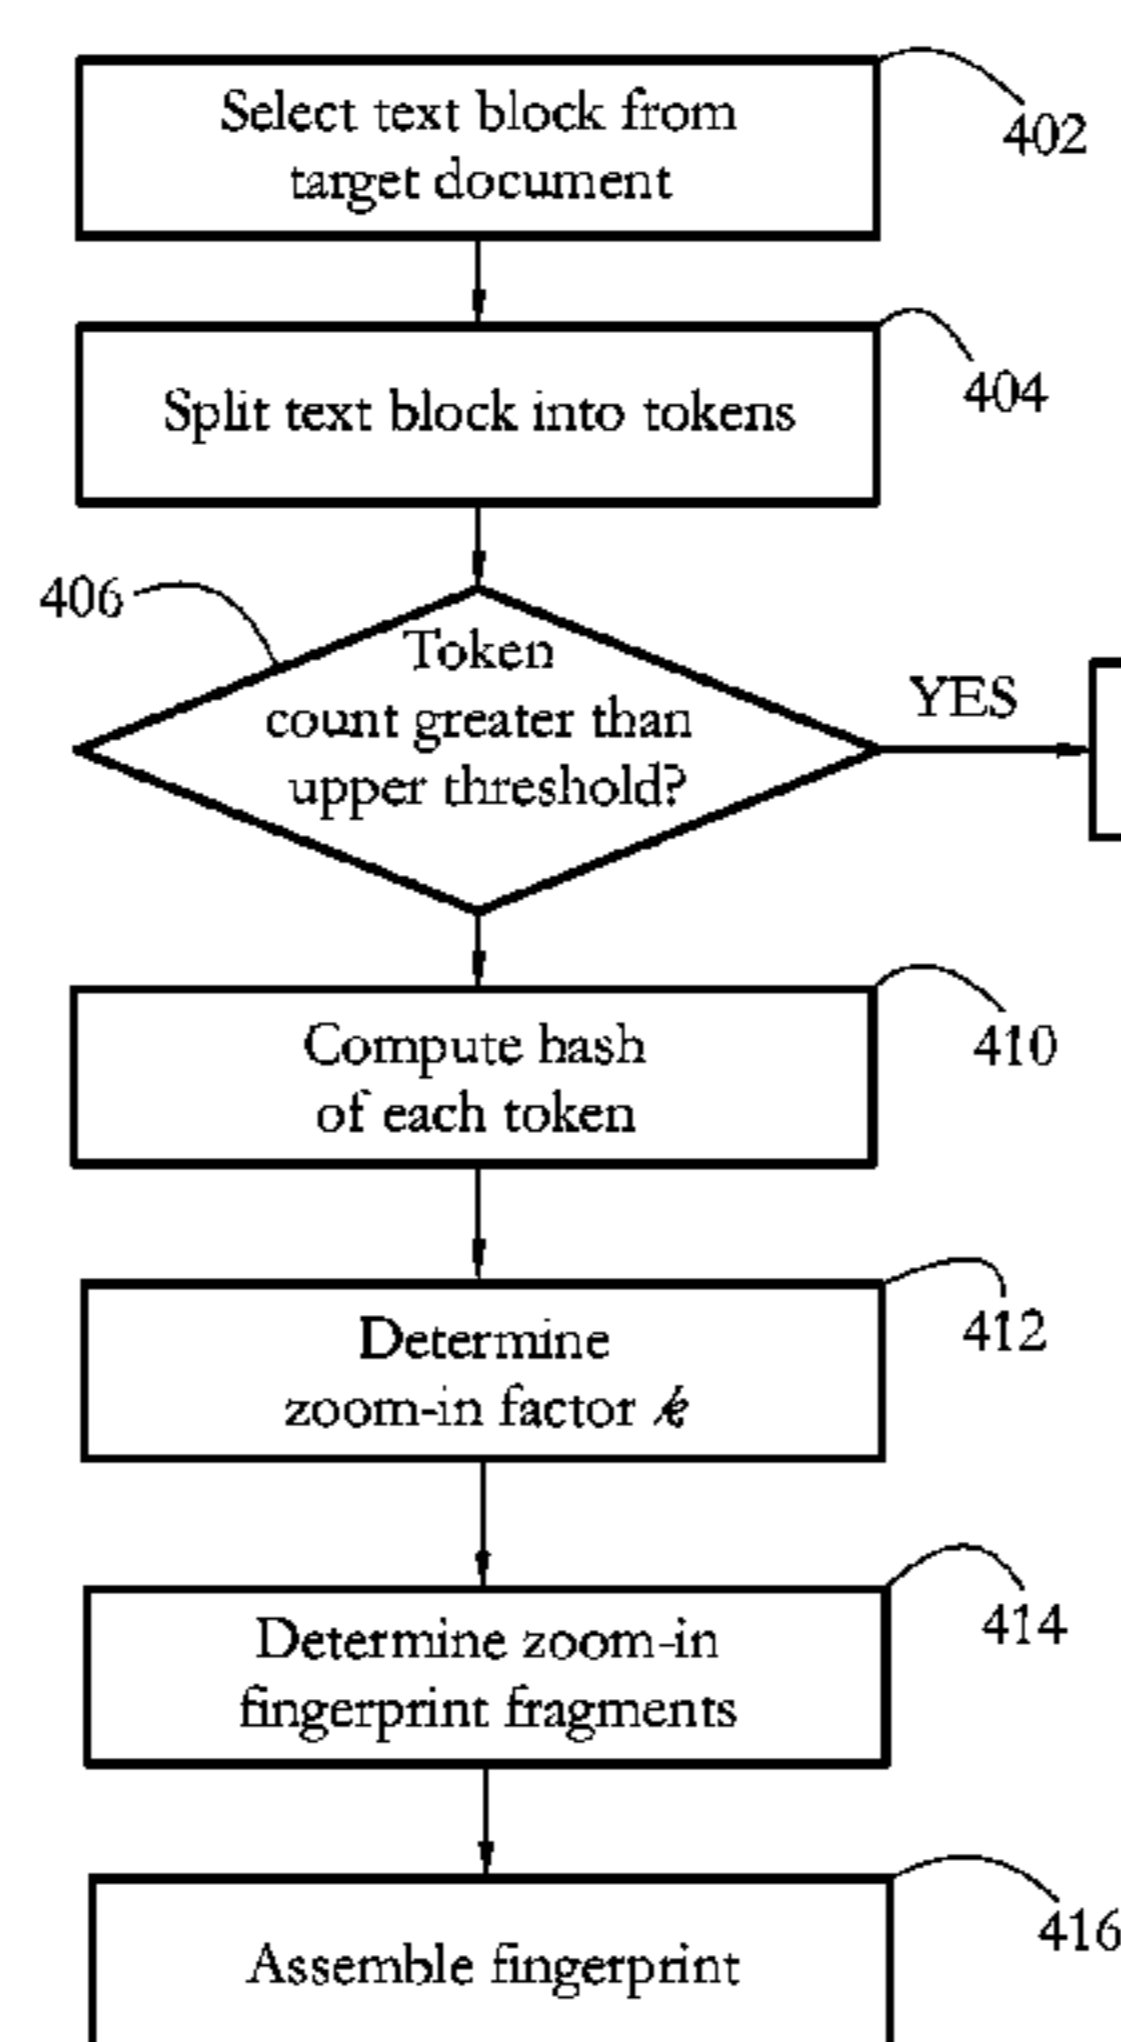 Select text block from
target document
402
Split text block into tokens
404
406
Token
count greater than
upper threshold?
YES
Compute hash
of each token
410
Determine
zoom-in factor k
412
Determine zoom-in
fingerprint fragments
414
Assemble fingerprint
416